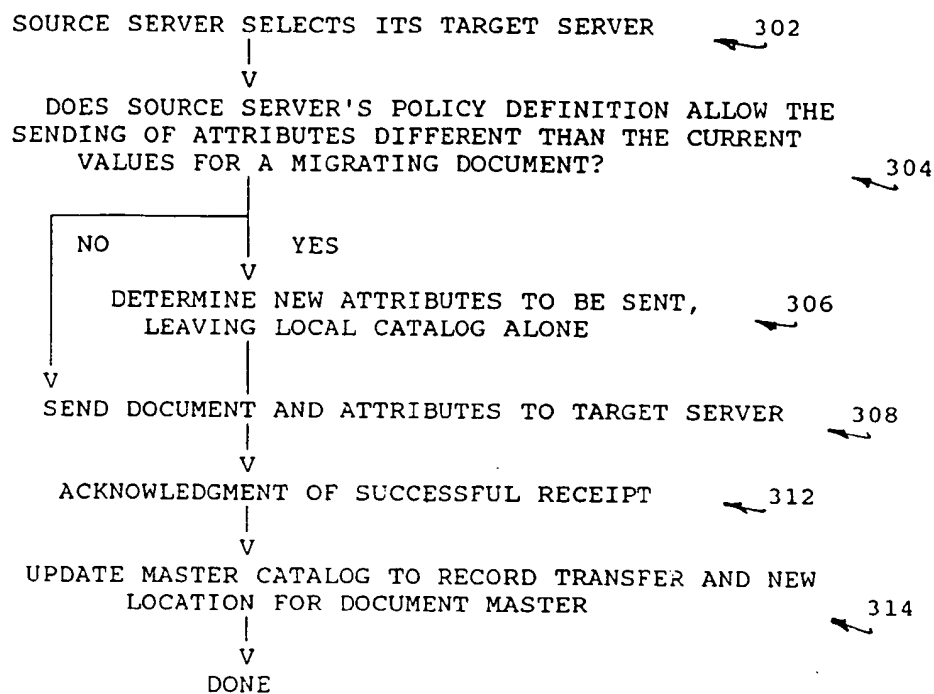 SOURCE SERVER SELECTS ITS TARGET SERVER 302
V
DOES SOURCE SERVER'S POLICY DEFINITION ALLOW THE
SENDING OF ATTRIBUTES DIFFERENT THAN THE CURRENT
VALUES FOR A MIGRATING DOCUMENT? 304
NO YES
V
DETERMINE NEW ATTRIBUTES TO BE SENT, 306
LEAVING LOCAL CATALOG ALONE
V
SEND DOCUMENT AND ATTRIBUTES TO TARGET SERVER 308
V
ACKNOWLEDGMENT OF SUCCESSFUL RECEIPT 312
V
UPDATE MASTER CATALOG TO RECORD TRANSFER AND NEW
LOCATION FOR DOCUMENT MASTER 314
V
DONE